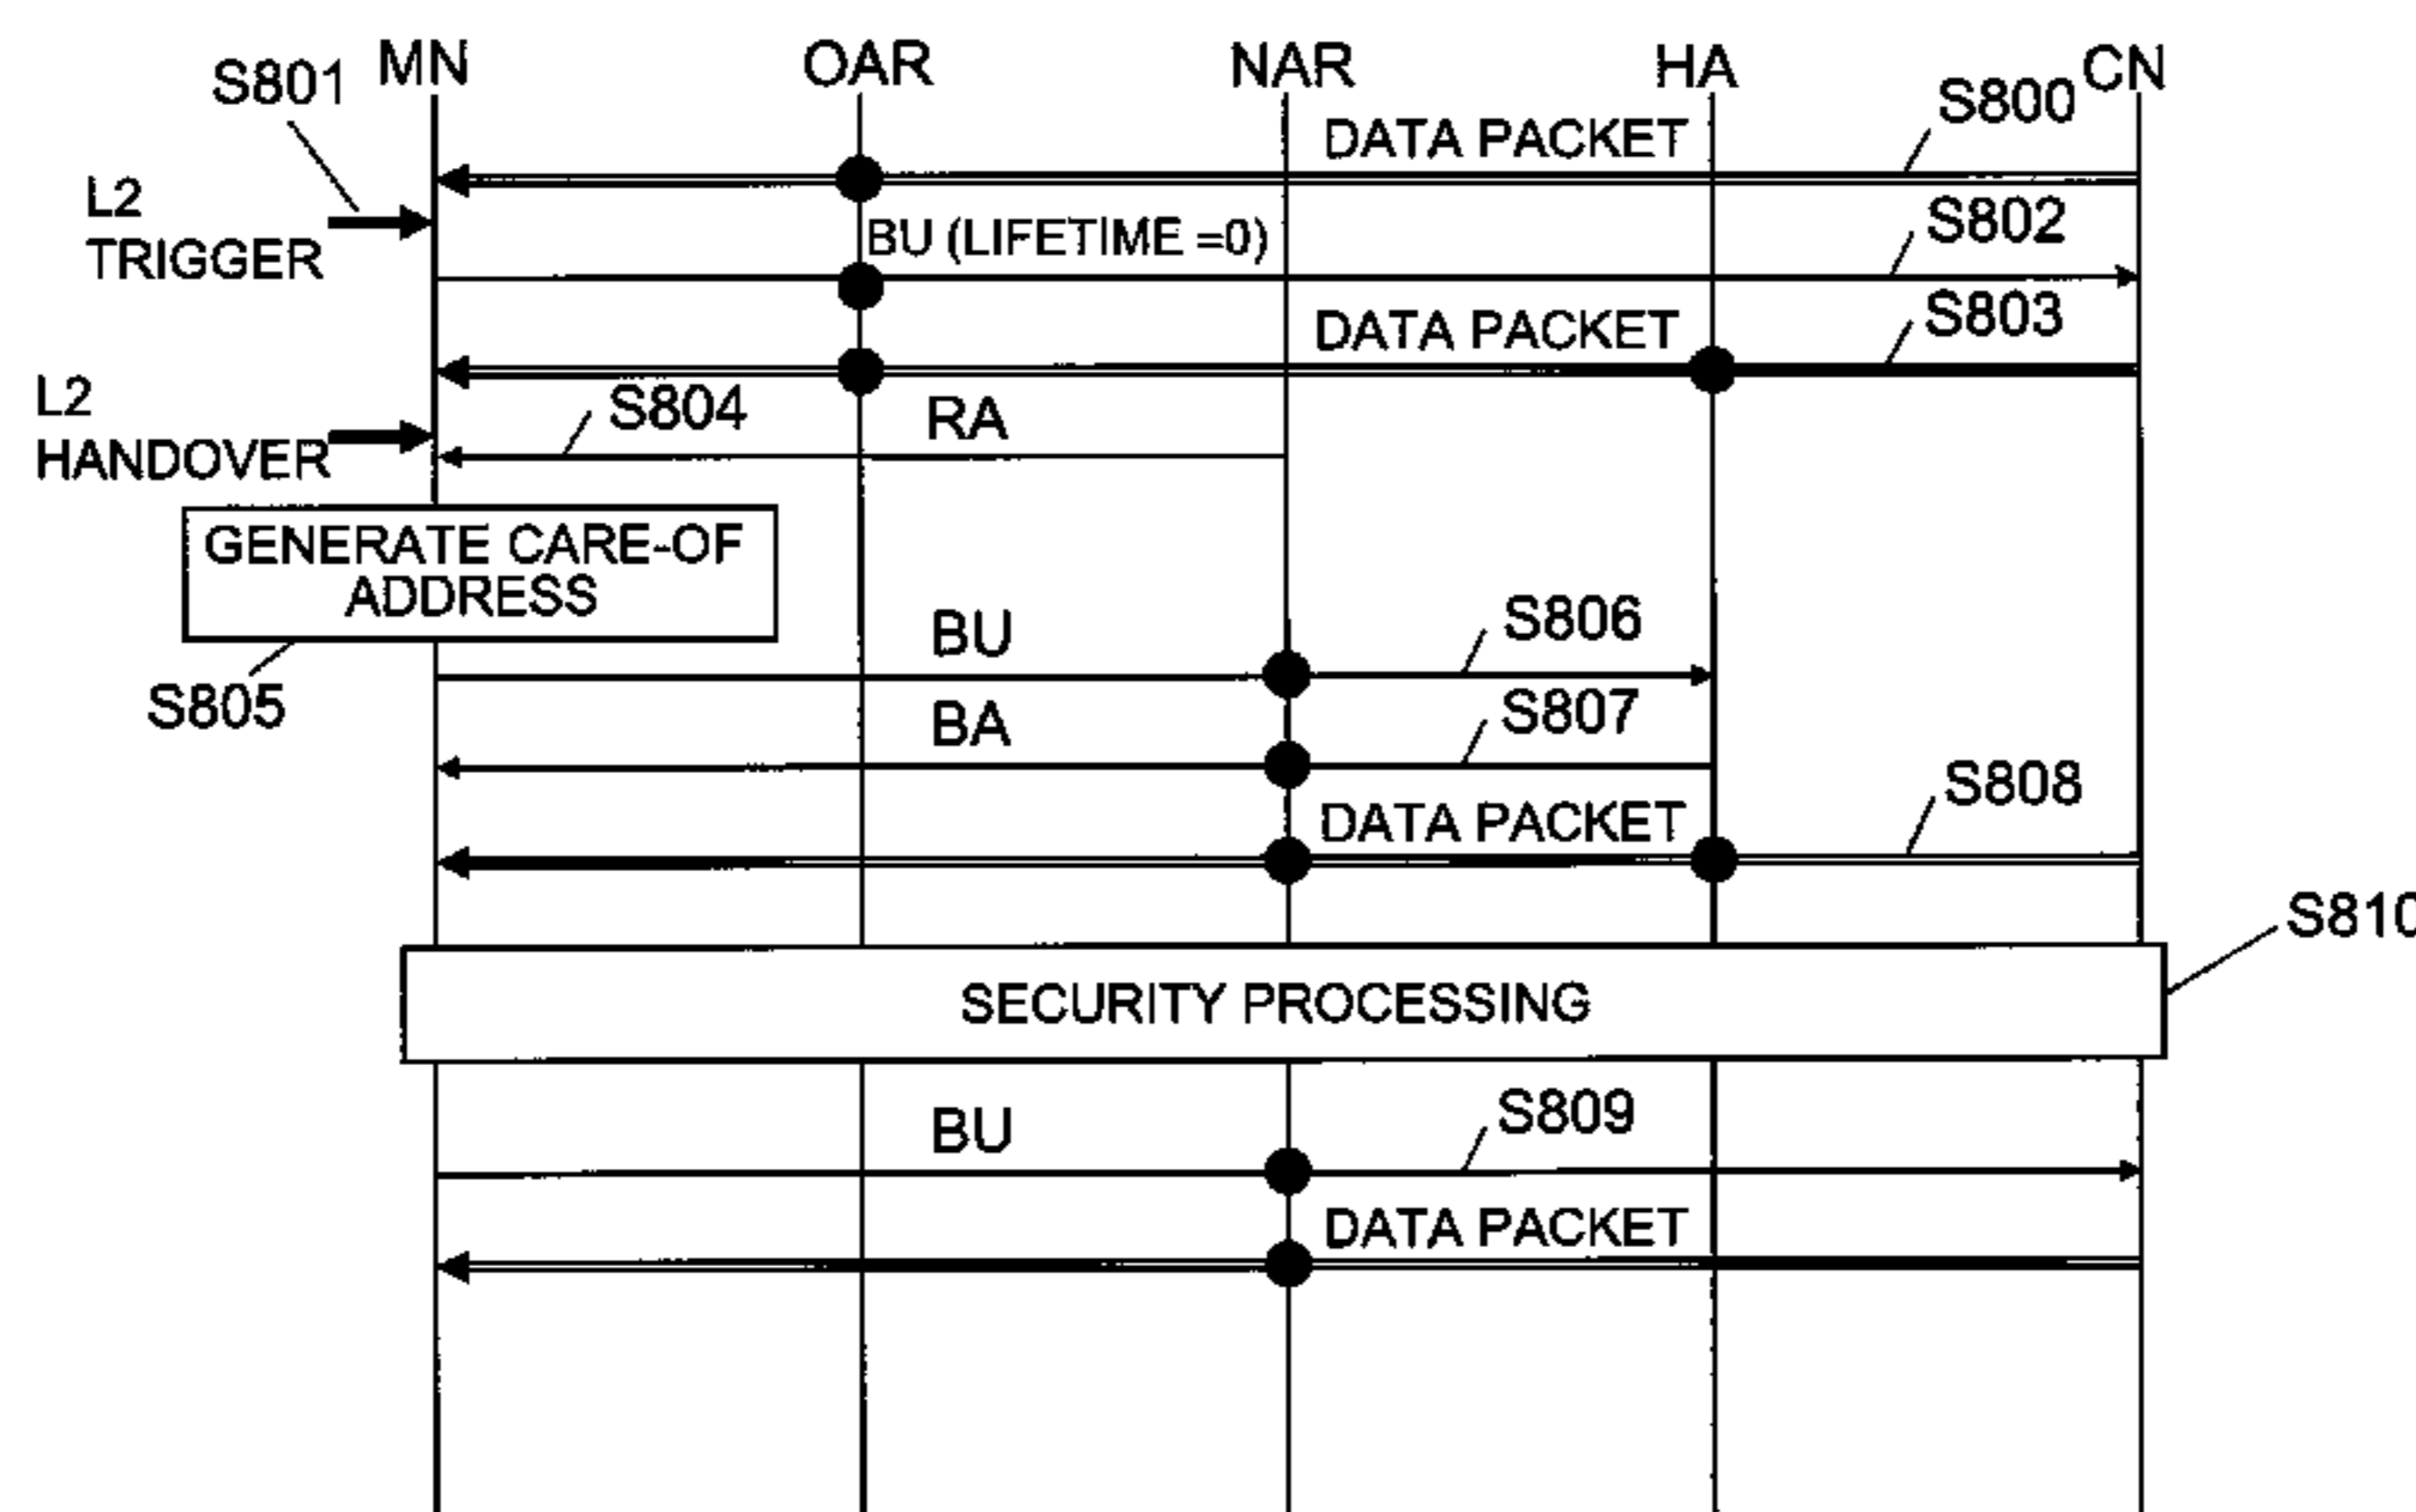 S801 MN OAR NAR HA CN
DATA PACKET S800
L2
TRIGGER
BU (LIFETIME =0) S802
DATA PACKET S803
L2
HANDOVER
S804 RA
GENERATE CARE-OF
ADDRESS
S805
BU S806
BA S807
DATA PACKET S808
S810
SECURITY PROCESSING
BU S809
DATA PACKET